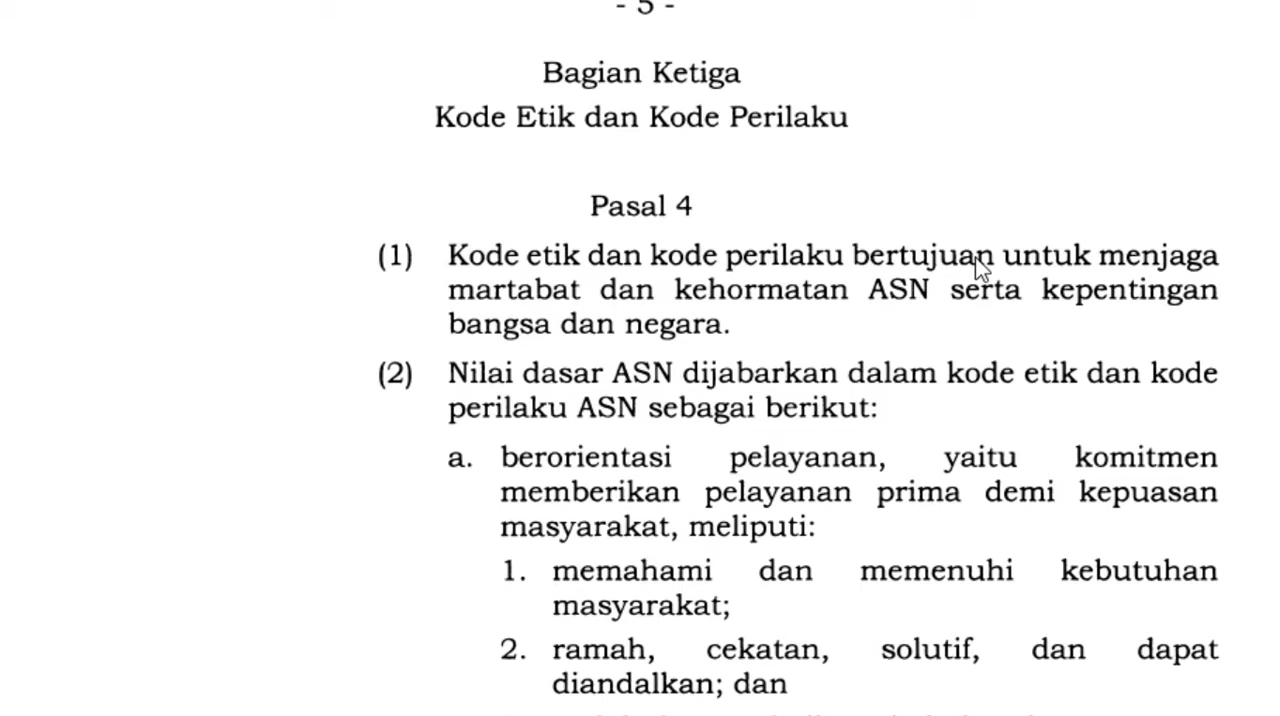 - 5 -
Bagian Ketiga
Kode Etik dan Kode Perilaku
Pasal 4
(1) Kode etik dan kode perilaku bertujuan untuk menjaga
martabat dan kehormatan ASN serta kepentingan
bangsa dan negara.
(2) Nilai dasar ASN dijabarkan dalam kode etik dan kode
perilaku ASN sebagai berikut:
a. berorientasi pelayanan, yaitu komitmen
memberikan pelayanan prima demi kepuasan
masyarakat, meliputi:
1. memahami dan memenuhi kebutuhan
masyarakat;
2. ramah, cekatan, solutif, dan dapat
diandalkan; dan